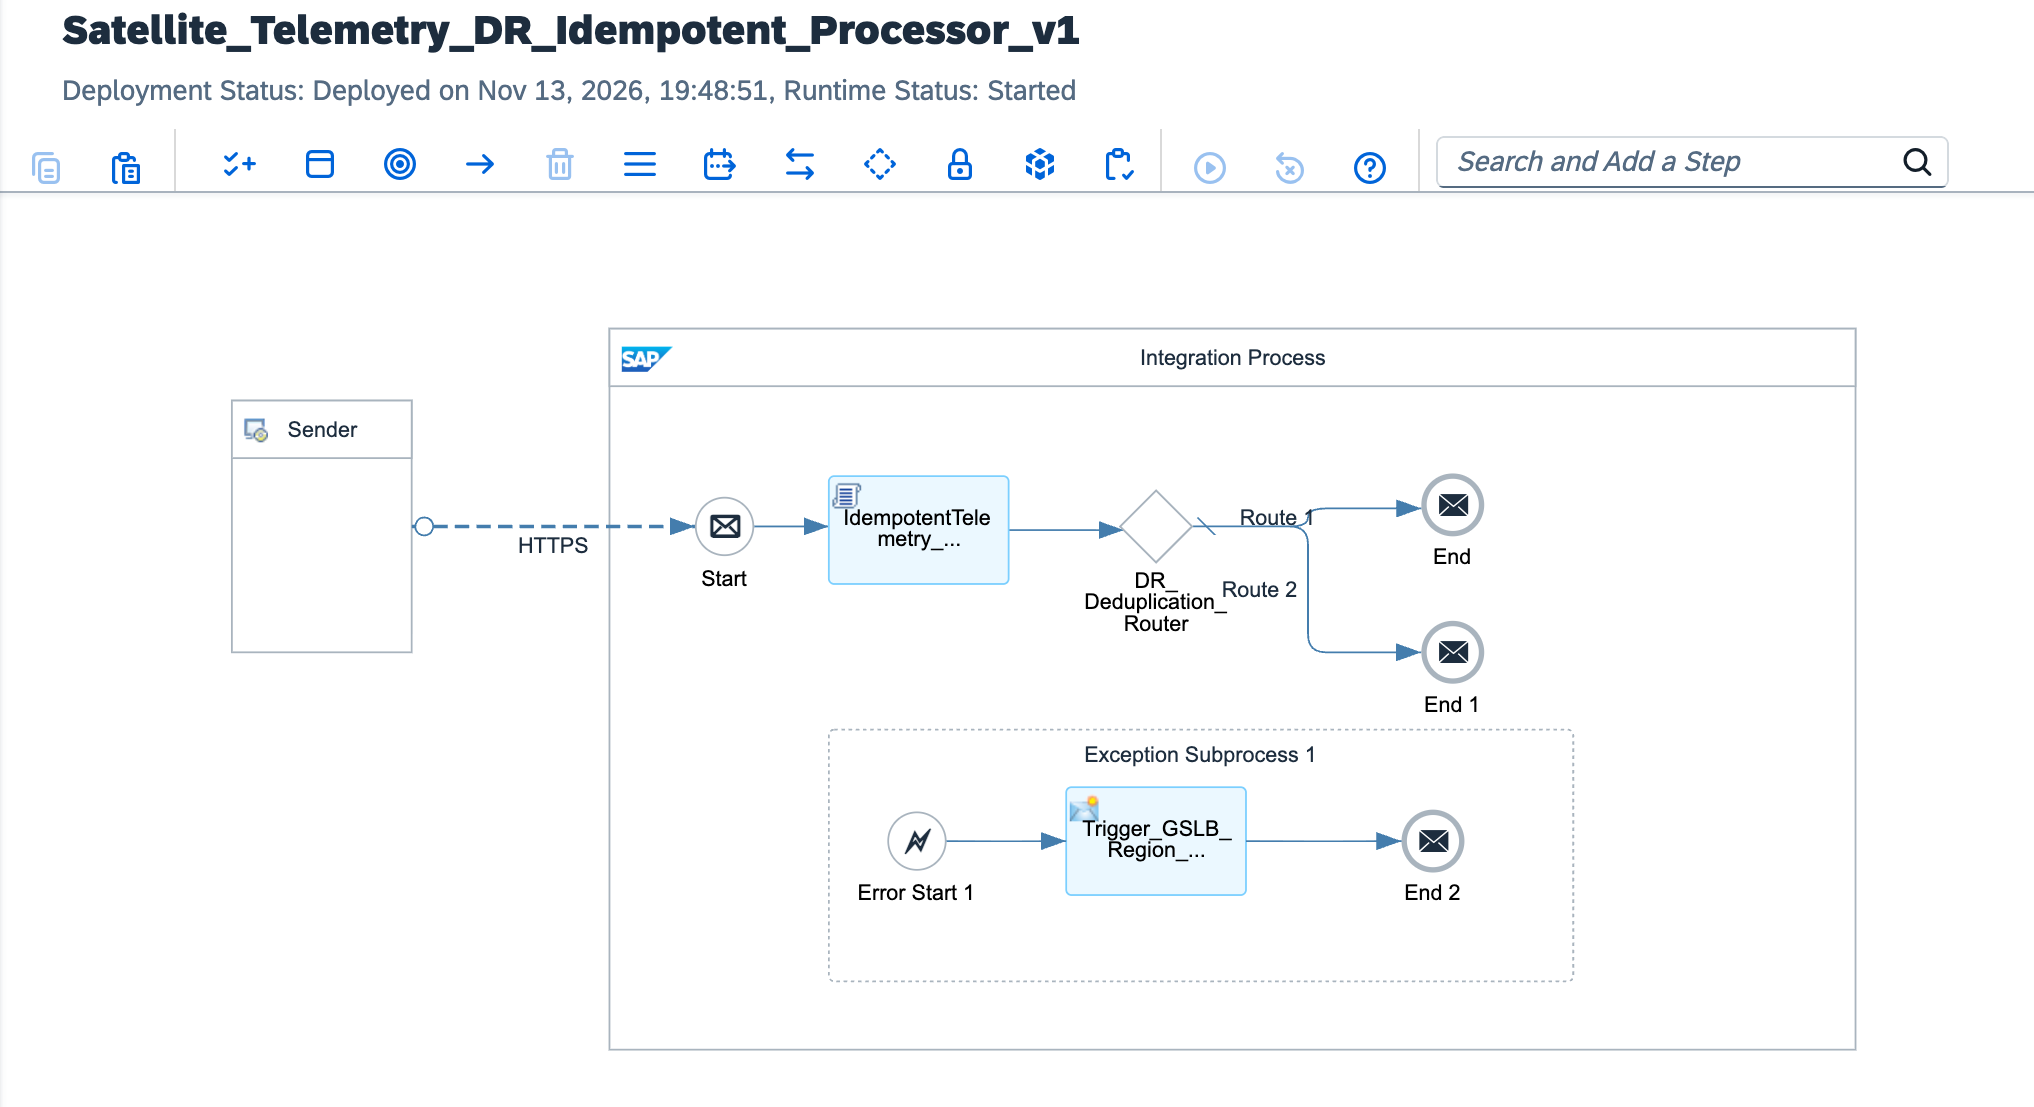 Satellite_Telemetry_DR_Idempotent_Processor_v1
Deployment Status: Deployed on Nov 13, 2026, 19:48:51, Runtime Status: Started
Search and Add a Step
SAP
Integration Process
Sender
HTTPS
Start
IdempotentTele
metry_...
DR_
Deduplication_
Router
Route 1
Route 2
End
End 1
Exception Subprocess 1
Error Start 1
Trigger_GSLB_
Region_...
End 2